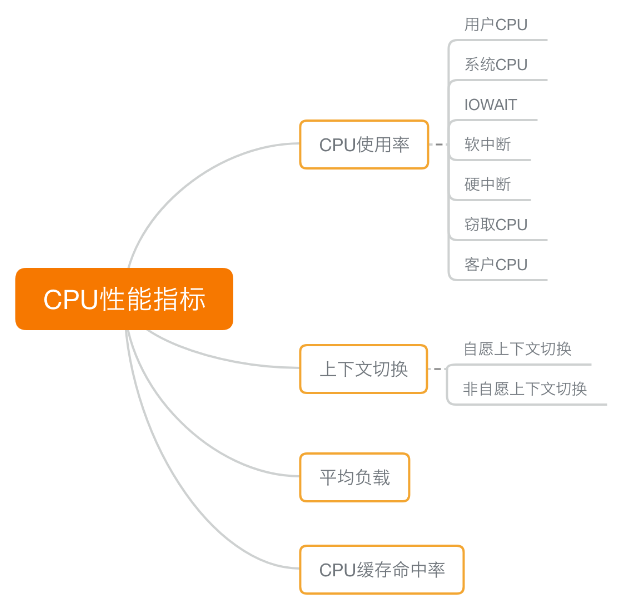 CPU性能指标
CPU使用率
用户CPU
系统CPU
IOWAIT
软中断
硬中断
窃取CPU
客户CPU
上下文切换
自愿上下文切换
非自愿上下文切换
平均负载
CPU缓存命中率